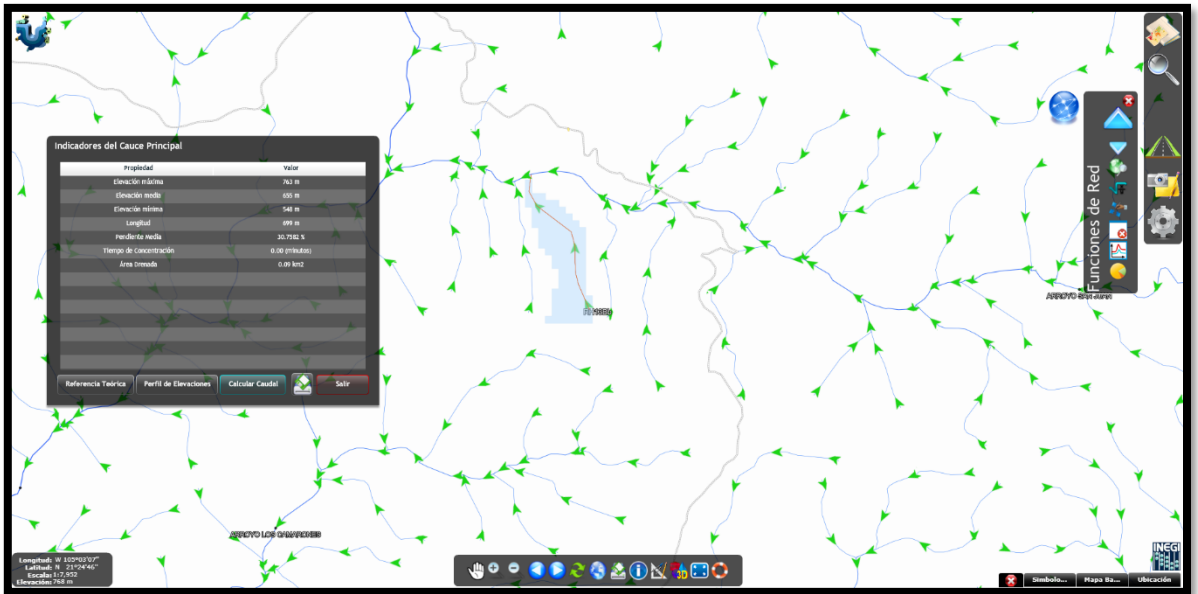 Indicadores del Cauce Principal
Propiedad Valor
Elevación máxima 763 m
Elevación media 655 m
Elevación mínima 548 m
Longitud 699 m
Pendiente Media 30.7582 %
Tiempo de Concentración 0.00 (minutos)
Área Drenada 0.09 km2
Referencia Teórica Perfil de Elevaciones Calcular Caudal Salir
Funciones de Red
ARROYO SAN JUAN
ARROYO LOS CAMARONES
Longitud: W 105°03'07"
Latitud: N 21°24'46"
Escala: 1:7,952
Elevación: 768 m
3D
INEGI
Simbolo... Mapa Ba... Ubicación